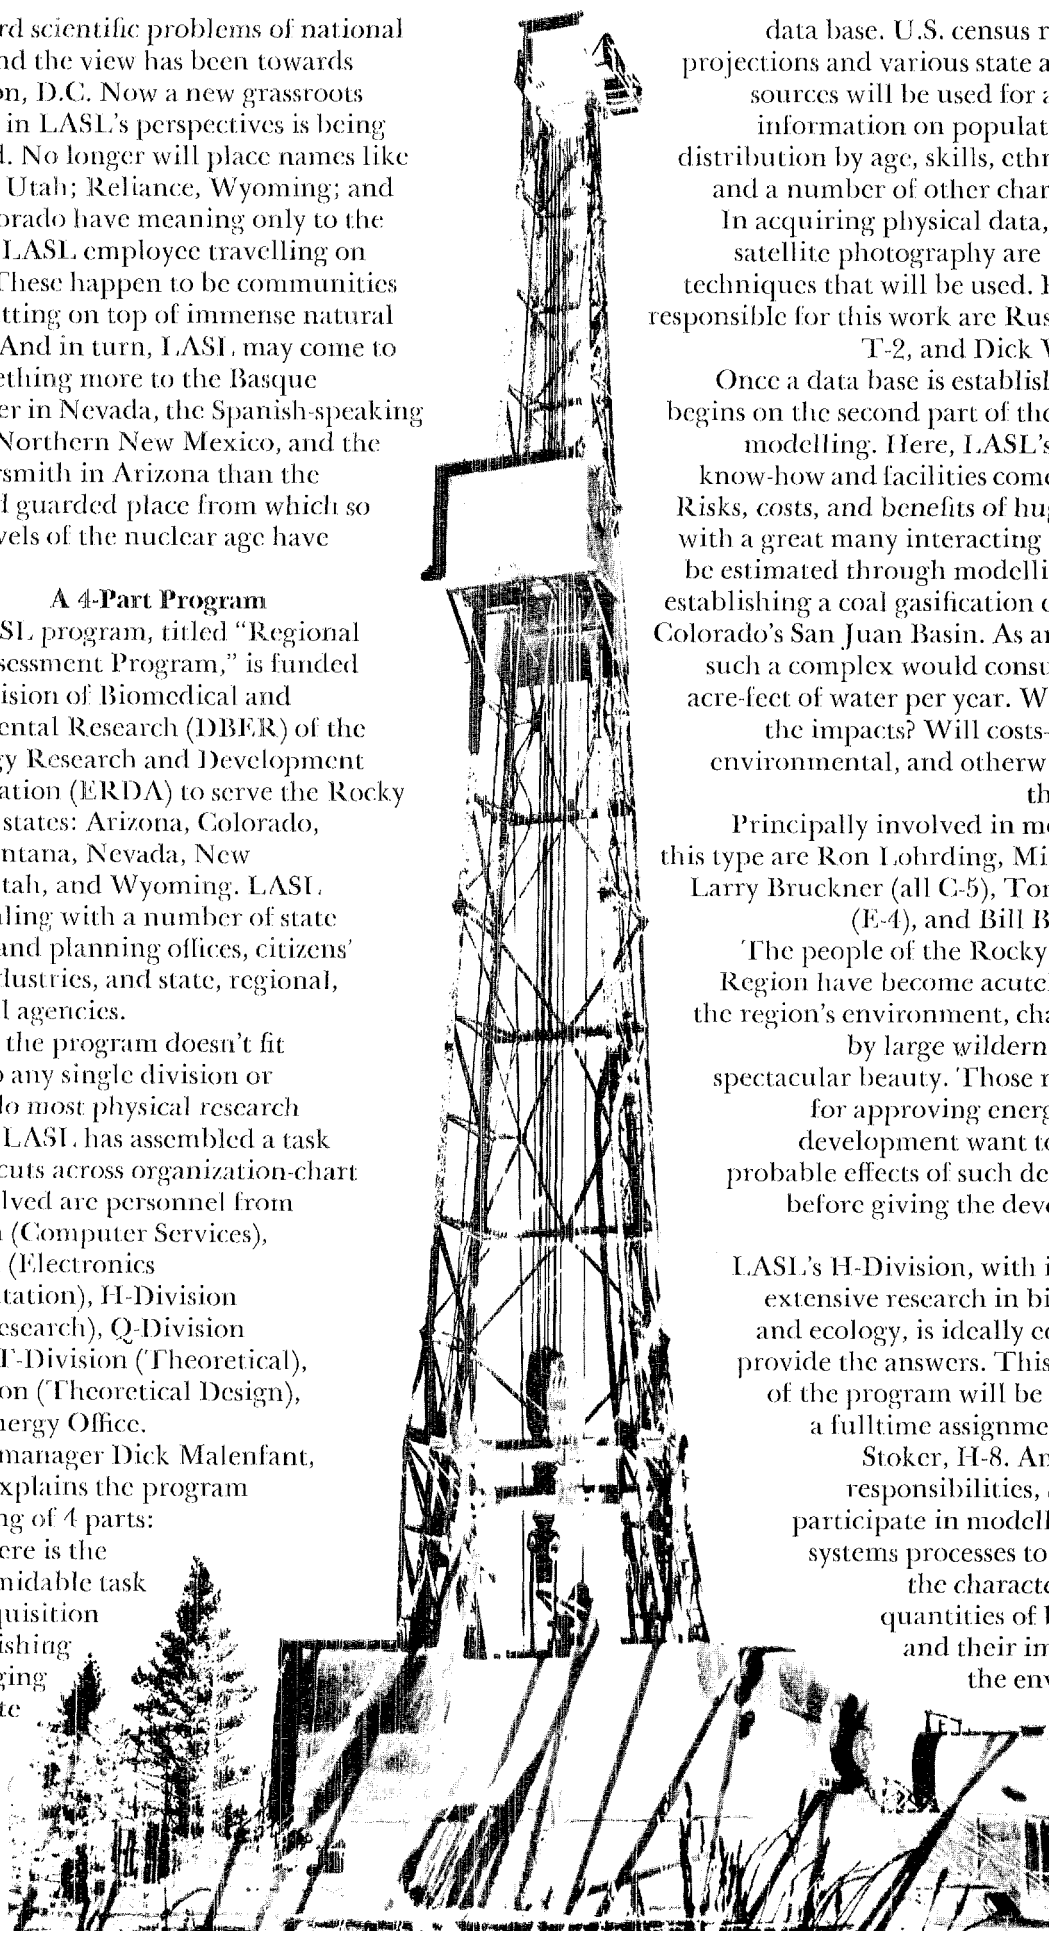 rd scientific problems of national
nd the view has been towards
on, D.C. Now a new grassroots
in LASL's perspectives is being
d. No longer will place names like
Utah; Reliance, Wyoming; and
orado have meaning only to the
LASL employee travelling on
These happen to be communities
tting on top of immense natural
And in turn, LASL may come to
ething more to the Basque
er in Nevada, the Spanish-speaking
Northern New Mexico, and the
rsmith in Arizona than the
d guarded place from which so
vels of the nuclear age have
A 4-Part Program
SL program, titled "Regional
sessment Program," is funded
ision of Biomedical and
ental Research (DBER) of the
gy Research and Development
ation (ERDA) to serve the Rocky
states: Arizona, Colorado,
ntana, Nevada, New
tah, and Wyoming. LASL
ling with a number of state
and planning offices, citizens'
dustries, and state, regional,
l agencies.
the program doesn't fit
o any single division or
do most physical research
LASL has assembled a task
cuts across organization-chart
lved are personnel from
n (Computer Services),
(Electronics
tation), H-Division
esearch), Q-Division
T-Division (Theoretical),
on (Theoretical Design),
nergy Office.
manager Dick Malenfant,
xplains the program
ng of 4 parts:
ere is the
midable task
quisition
ishing
ging
te
data base. U.S. census r
projections and various state a
sources will be used for a
information on populat
distribution by age, skills, ethn
and a number of other char
In acquiring physical data,
satellite photography are
techniques that will be used. P
responsible for this work are Rus
T-2, and Dick V
Once a data base is establish
begins on the second part of the
modelling. Here, LASL's
know-how and facilities come
Risks, costs, and benefits of hug
with a great many interacting
be estimated through modelli
establishing a coal gasification c
Colorado's San Juan Basin. As an
such a complex would consu
acre-feet of water per year. W
the impacts? Will costs-
environmental, and otherw
th
Principally involved in mo
this type are Ron Lohrding, Mi
Larry Bruckner (all C-5), Tor
(E-4), and Bill B
The people of the Rocky
Region have become acutel
the region's environment, cha
by large wildern
spectacular beauty. Those r
for approving energ
development want to
probable effects of such de
before giving the deve
LASL's H-Division, with i
extensive research in bi
and ecology, is ideally co
provide the answers. This
of the program will be
a fulltime assignme
Stoker, H-8. An
responsibilities,
participate in modell
systems processes to
the characte
quantities of
and their im
the env